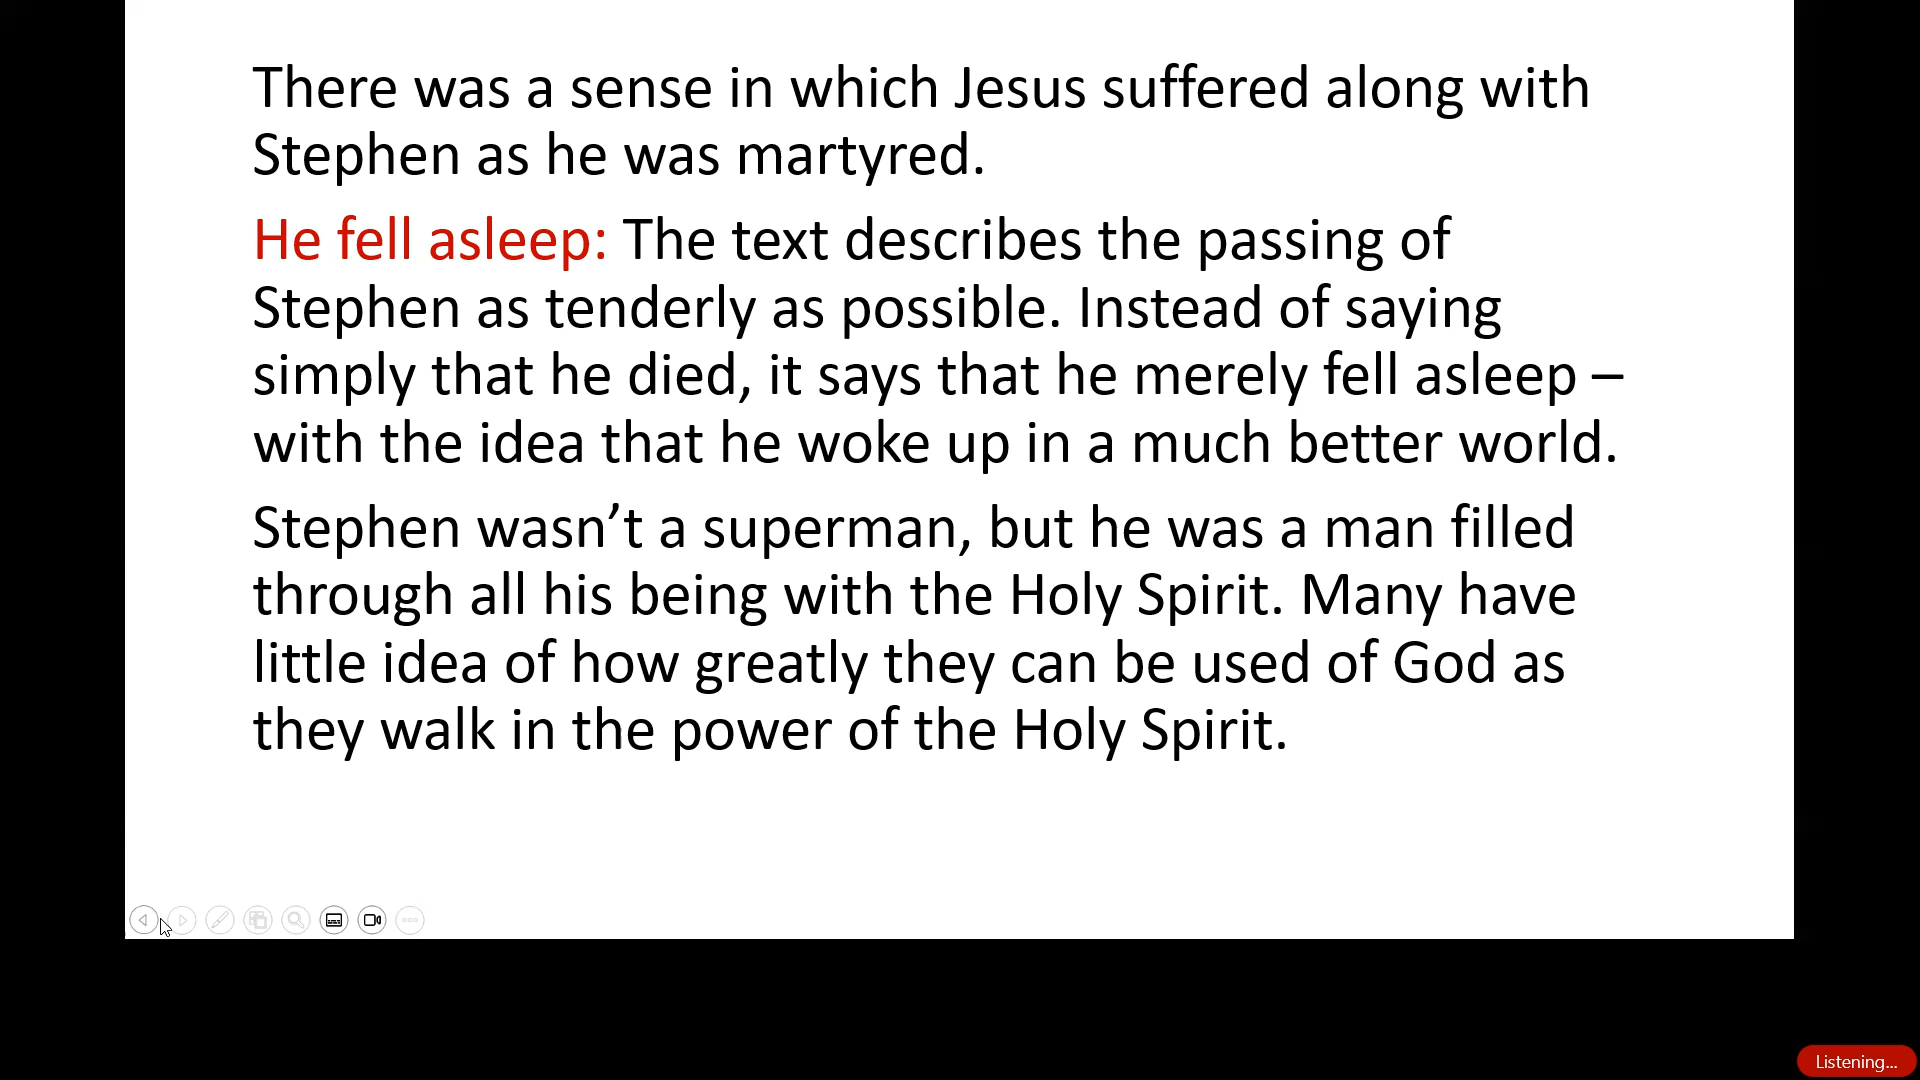 There was a sense in which Jesus suffered along with
Stephen as he was martyred.
He fell asleep: The text describes the passing of
Stephen as tenderly as possible. Instead of saying
simply that he died, it says that he merely fell asleep –
with the idea that he woke up in a much better world.
Stephen wasn’t a superman, but he was a man filled
through all his being with the Holy Spirit. Many have
little idea of how greatly they can be used of God as
they walk in the power of the Holy Spirit.
Listening...